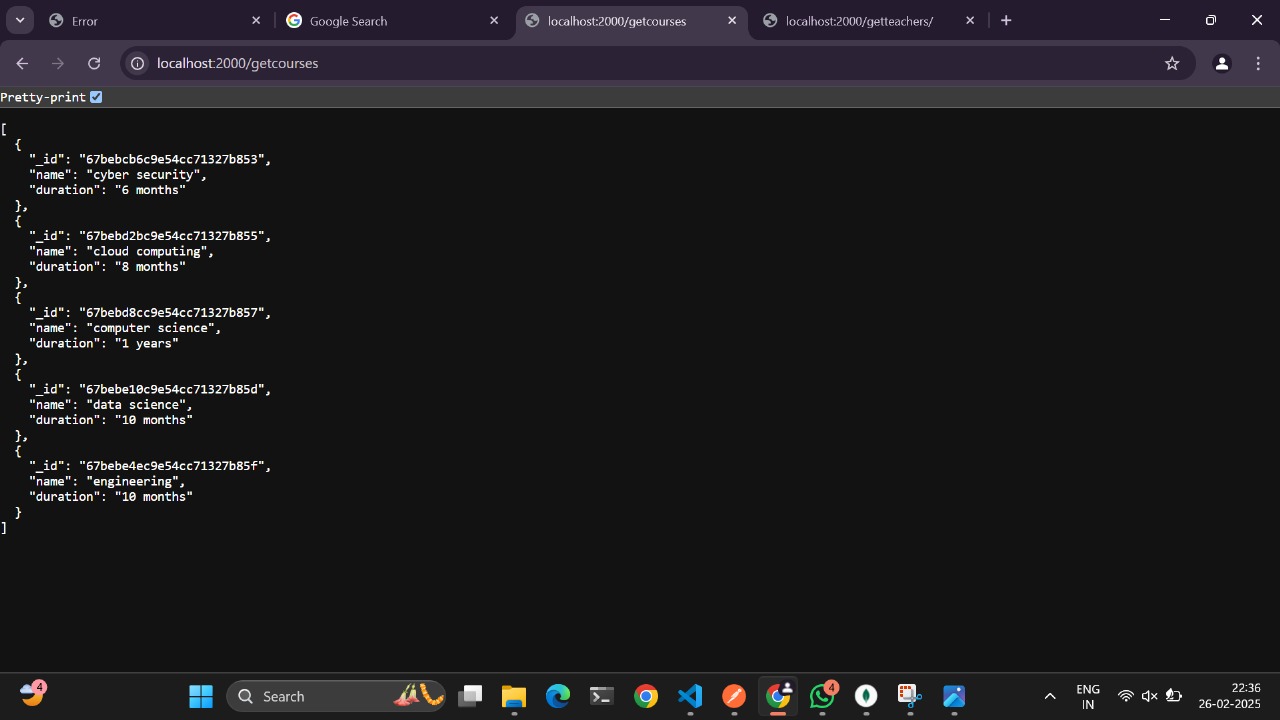 Error
Google Search
localhost:2000/getcourses
localhost:2000/getteachers/
localhost:2000/getcourses
Pretty-print
[
  {
    "_id": "67bebcb6c9e54cc71327b853",
    "name": "cyber security",
    "duration": "6 months"
  },
  {
    "_id": "67bebd2bc9e54cc71327b855",
    "name": "cloud computing",
    "duration": "8 months"
  },
  {
    "_id": "67bebd8cc9e54cc71327b857",
    "name": "computer science",
    "duration": "1 years"
  },
  {
    "_id": "67bebe10c9e54cc71327b85d",
    "name": "data science",
    "duration": "10 months"
  },
  {
    "_id": "67bebe4ec9e54cc71327b85f",
    "name": "engineering",
    "duration": "10 months"
  }
]
4
Search
4
ENG
IN
22:36
26-02-2025